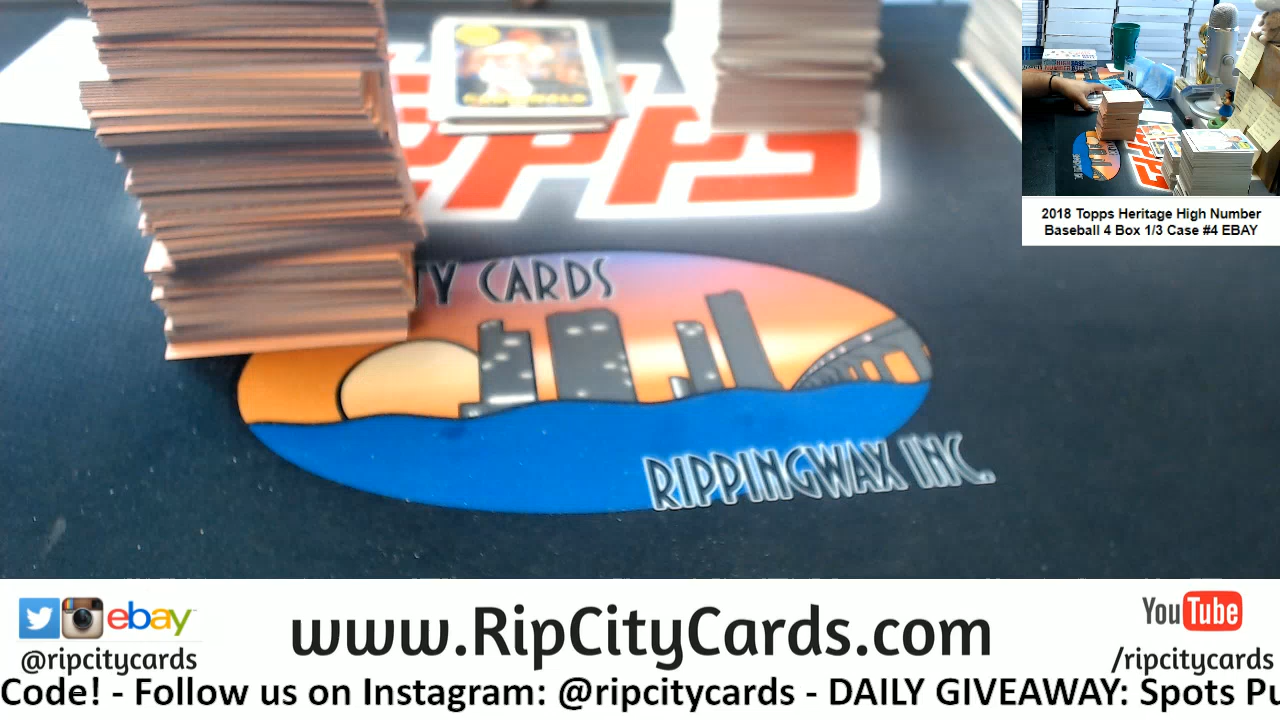 TY CARDS
RIPPINGWAX INC.
2018 Topps Heritage High Number
Baseball 4 Box 1/3 Case #4 EBAY
ebay
www.RipCityCards.com
YouTube
@ripcitycards
/ripcitycards
Code! - Follow us on Instagram: @ripcitycards - DAILY GIVEAWAY: Spots Pu